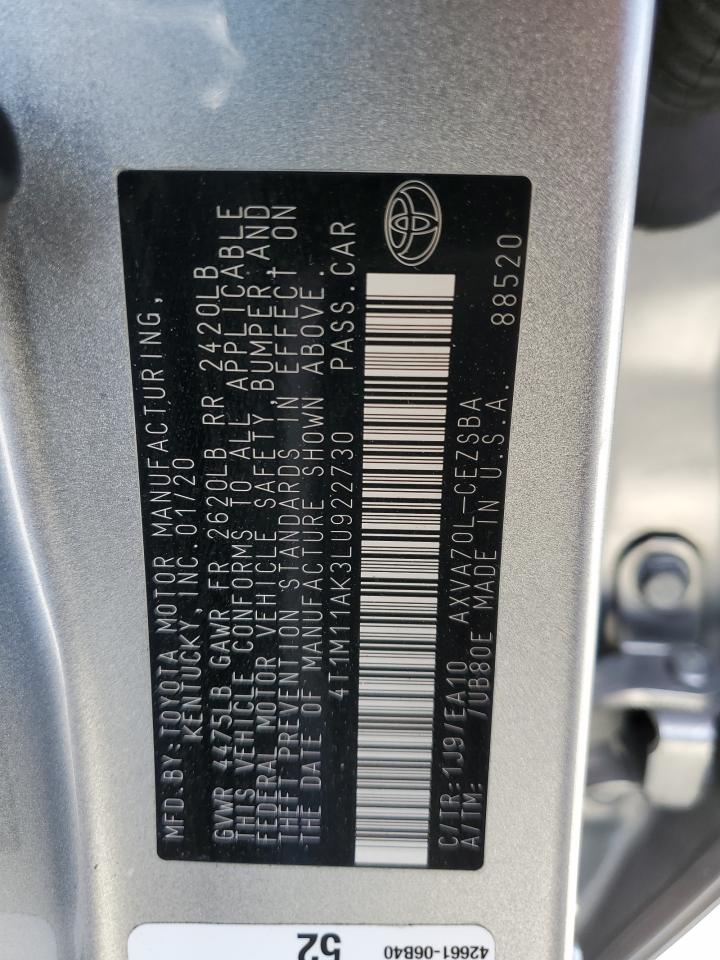 MFD.BY:TOYOTA MOTOR MANUFACTURING,
KENTUCKY, INC.01/20
GVWR 4475LB GAWR FR 2620LB RR 2420LB
THIS VEHICLE CONFORMS TO ALL APPLICABLE
FEDERAL MOTOR VEHICLE SAFETY, BUMPER, AND
THEFT PREVENTION STANDARDS IN EFFECT ON
THE DATE OF MANUFACTURE SHOWN ABOVE.
4T1M11AK3LU922730 PASS.CAR
C/TR:1J9/EA10 AXVA70L-CEZSBA
A/TM: /UB80E MADE IN U.S.A. 88520
52
42661-06B40